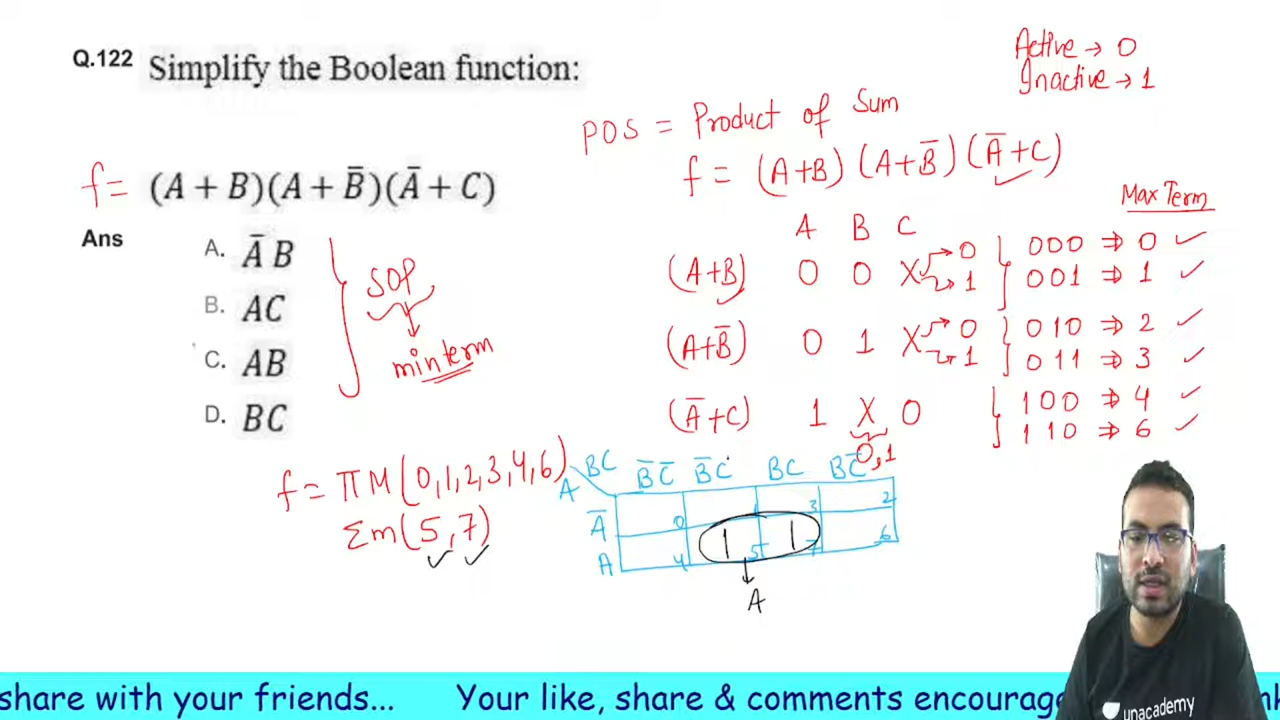 Q.122 Simplify the Boolean function:
f = (A + B)(A + B̄)(Ā + C)
Ans
A. Ā B
B. AC
C. AB
D. BC
SOP
minterm
f = πM(0,1,2,3,4,6)
Σm(5,7)
Active → 0
Inactive → 1
POS = Product of Sum
f = (A+B) (A+B̄) (Ā+C)
Max Term
A B C
(A+B) 0 0 X → 0 → 1
000 ⇒ 0 ✓
001 ⇒ 1 ✓
(A+B̄) 0 1 X → 0 → 1
010 ⇒ 2 ✓
011 ⇒ 3 ✓
(Ā+C) 1 X 0
0,1
100 ⇒ 4 ✓
110 ⇒ 6 ✓
BC B̄C̄ B̄C BC BC̄
A
Ā 0 1 3 2
A 4 1 5 1 7 6
A
share with your friends... Your like, share & comments encourage
unacademy